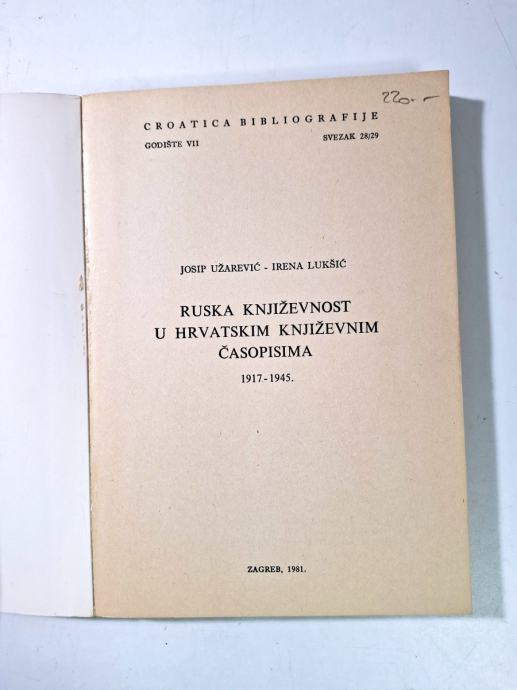 220.-
CROATICA BIBLIOGRAFIJE
GODIŠTE VII SVEZAK 28/29
JOSIP UŽAREVIĆ - IRENA LUKŠIĆ
RUSKA KNJIŽEVNOST
U HRVATSKIM KNJIŽEVNIM
ČASOPISIMA
1917-1945.
ZAGREB, 1981.